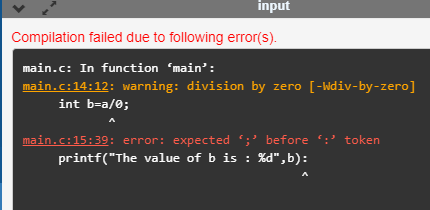 input
Compilation failed due to following error(s).
main.c: In function ‘main’:
main.c:14:12: warning: division by zero [-Wdiv-by-zero]
int b=a/0;
^
main.c:15:39: error: expected ‘;’ before ‘:’ token
printf("The value of b is : %d",b):
^